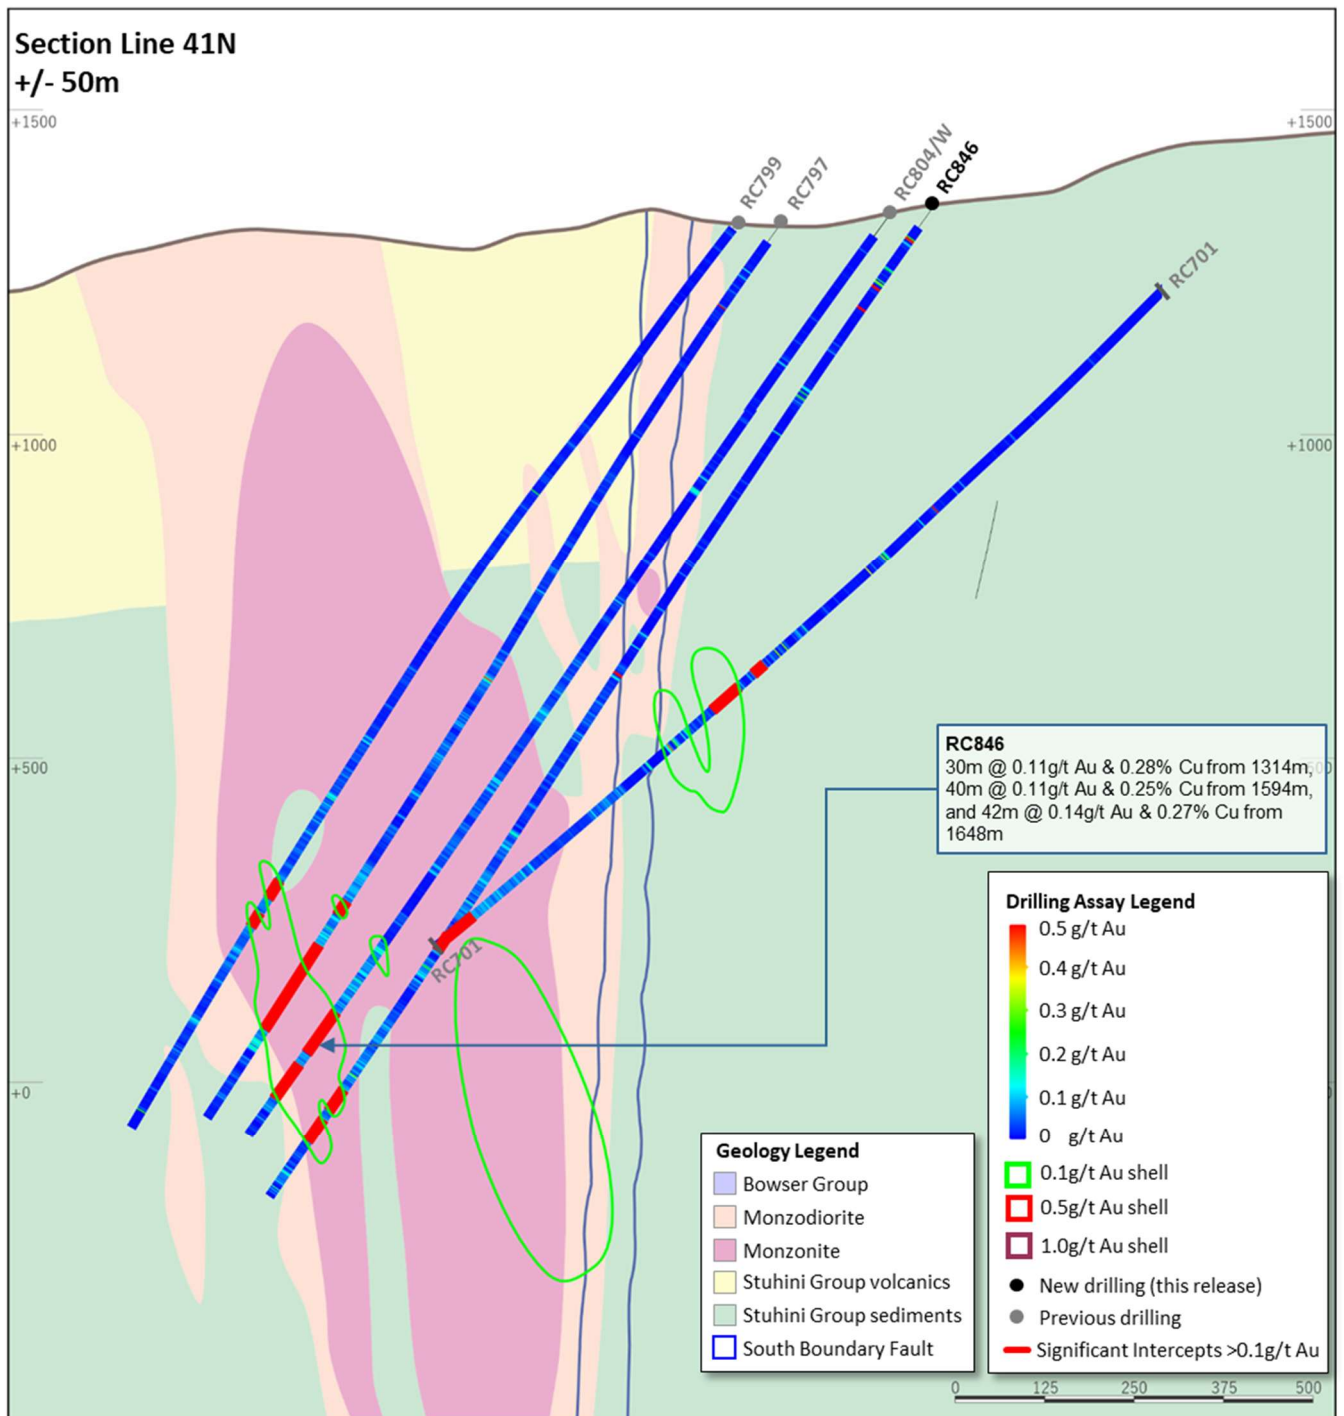 Section Line 41N
+/- 50m
+1500
+1500
RC799
RC797
RC804/W
RC846
RC701
+1000
+1000
+500
RC846
30m @ 0.11g/t Au & 0.28% Cu from 1314m,
40m @ 0.11g/t Au & 0.25% Cu from 1594m,
and 42m @ 0.14g/t Au & 0.27% Cu from
1648m
RC701
+0
Drilling Assay Legend
0.5 g/t Au
0.4 g/t Au
0.3 g/t Au
0.2 g/t Au
0.1 g/t Au
0 g/t Au
0.1g/t Au shell
0.5g/t Au shell
1.0g/t Au shell
New drilling (this release)
Previous drilling
Significant Intercepts >0.1g/t Au
Geology Legend
Bowser Group
Monzodiorite
Monzonite
Stuhini Group volcanics
Stuhini Group sediments
South Boundary Fault
0 125 250 375 500